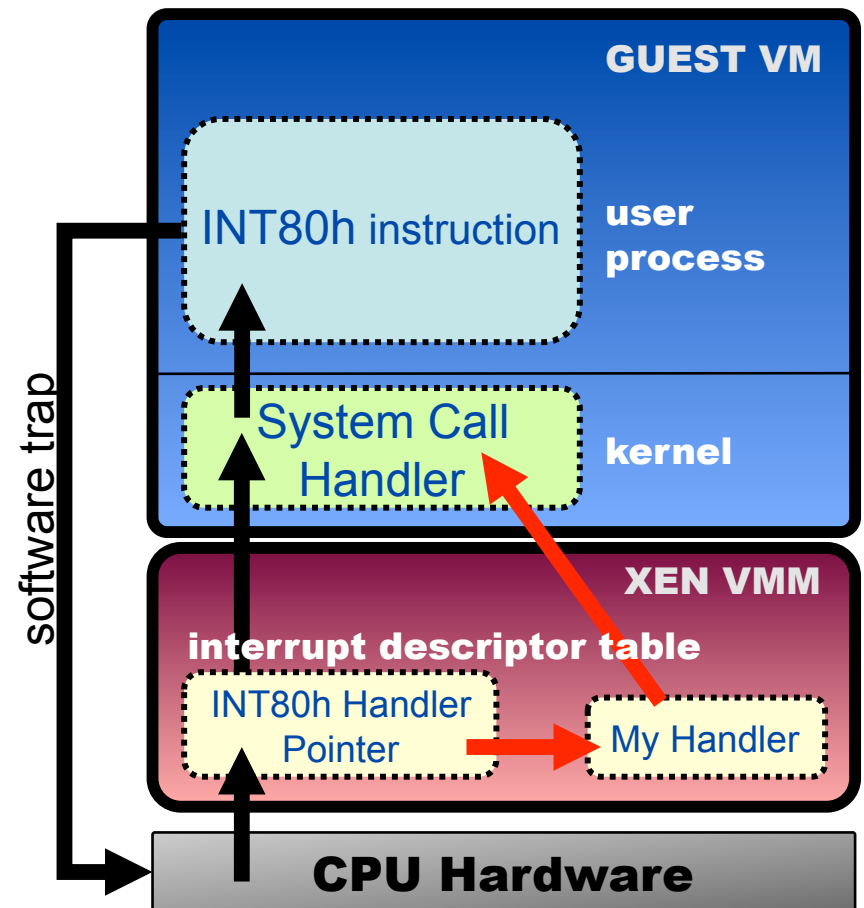 GUEST VM
INT80h instruction
user
process
software trap
System Call
Handler
kernel
XEN VMM
interrupt descriptor table
INT80h Handler
Pointer
My Handler
CPU Hardware